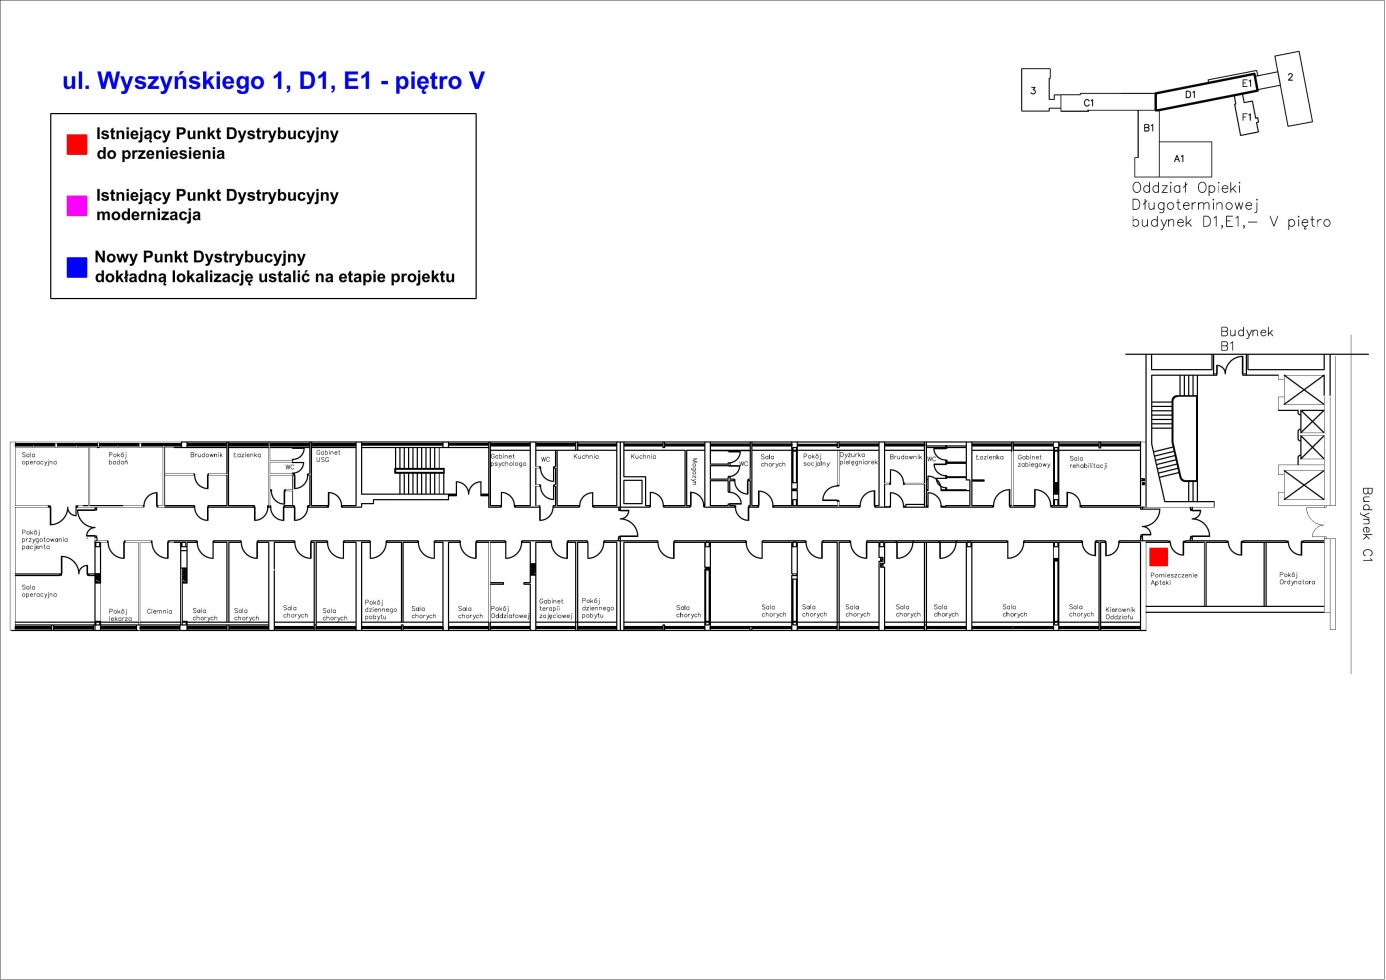 ul. Wyszyńskiego 1, D1, E1 - piętro V
Istniejący Punkt Dystrybucyjny
do przeniesienia
Istniejący Punkt Dystrybucyjny
modernizacja
Nowy Punkt Dystrybucyjny
dokładną lokalizację ustalić na etapie projektu
3
C1
B1
A1
D1
E1
F1
2
Oddział Opieki
Długoterminowej
budynek D1,E1,– V piętro
Budynek
B1
Budynek C1
Sala
operacyjna
Pokój
badań
Brudownik
Łazienka
WC
Gabinet
USG
Gabinet
psychologa
WC
Kuchnia
Kuchnia
Magazyn
WC
Sala
chorych
Pokój
socjalny
Dyżurka
pielęgniarek
Brudownik
WC
Łazienka
Gabinet
zabiegowy
Sala
rehabilitacji
Pokój
przygotowania
pacjenta
Sala
operacyjna
Pokój
lekarza
Ciemnia
Sala
chorych
Sala
chorych
Sala
chorych
Sala
chorych
Pokój
dziennego
pobytu
Sala
chorych
Sala
chorych
Pokój
Oddziałowej
Gabinet
terapii
zajęciowej
Pokój
dziennego
pobytu
Sala
chorych
Sala
chorych
Sala
chorych
Sala
chorych
Sala
chorych
Sala
chorych
Sala
chorych
Sala
chorych
Kierownik
Oddziału
Pomieszczenie
Apteki
Pokój
Ordynatora